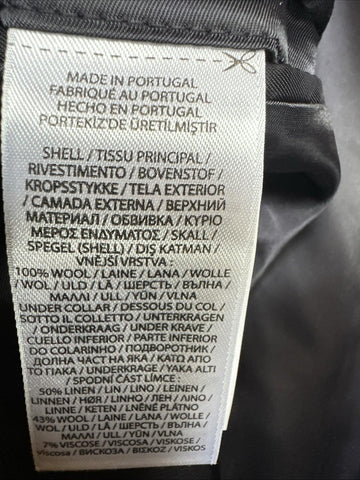 MADE IN PORTUGAL
FABRIQUÉ AU PORTUGAL
HECHO EN PORTUGAL
PORTEKİZ'DE ÜRETİLMİŞTİR
SHELL / TISSU PRINCIPAL /
RIVESTIMENTO / BOVENSTOF /
KROPSSTYKKE / TELA EXTERIOR
/ CAMADA EXTERNA / ВЕРХНИЙ
МАТЕРИАЛ / ОБВИВКА / ΚΥΡΙΟ
ΜΕΡΟΣ ΕΝΔΥΜΑΤΟΣ / SKALL /
SPEGEL (SHELL) / DIŞ KATMAN /
VNĚJŠÍ VRSTVA :
100% WOOL / LAINE / LANA / WOLLE
/ WOL / ULD / LÃ / ШЕРСТЬ / ВЪЛНА /
ΜΑΛΛΙ / ULL / YÜN / VLNA
UNDER COLLAR / DESSOUS DU COL /
SOTTO IL COLLETTO / UNTERKRAGEN
/ ONDERKRAAG / UNDER KRAVE /
CUELLO INFERIOR / PARTE INFERIOR
DO COLARINHO / ПОДВОРОТНИК /
ДОЛНА ЧАСТ НА ЯКА / ΚΑΤΩ ΑΠΟ
ΤΟ ΓΙΑΚΑ / UNDERKRAGE / YAKA ALTI /
SPODNÍ ČÁST LÍMCE :
50% LINEN / LIN / LINO / LEINEN /
LINNEN / HØR / LINHO / ЛЕН / ЛΙΝΟ /
LINNE / KETEN / LNĚNÉ PLÁTNO
43% WOOL / LAINE / LANA / WOLLE /
WOL / ULD / LÃ / ШЕРСТЬ / ВЪЛНА /
ΜΑΛΛΙ / ULL / YÜN / VLNA
7% VISCOSE / VISCOSE / VISKOSE /
VISCOSA / ВИСКОЗА / ΒΙΣΚΟΖ / VISKOS